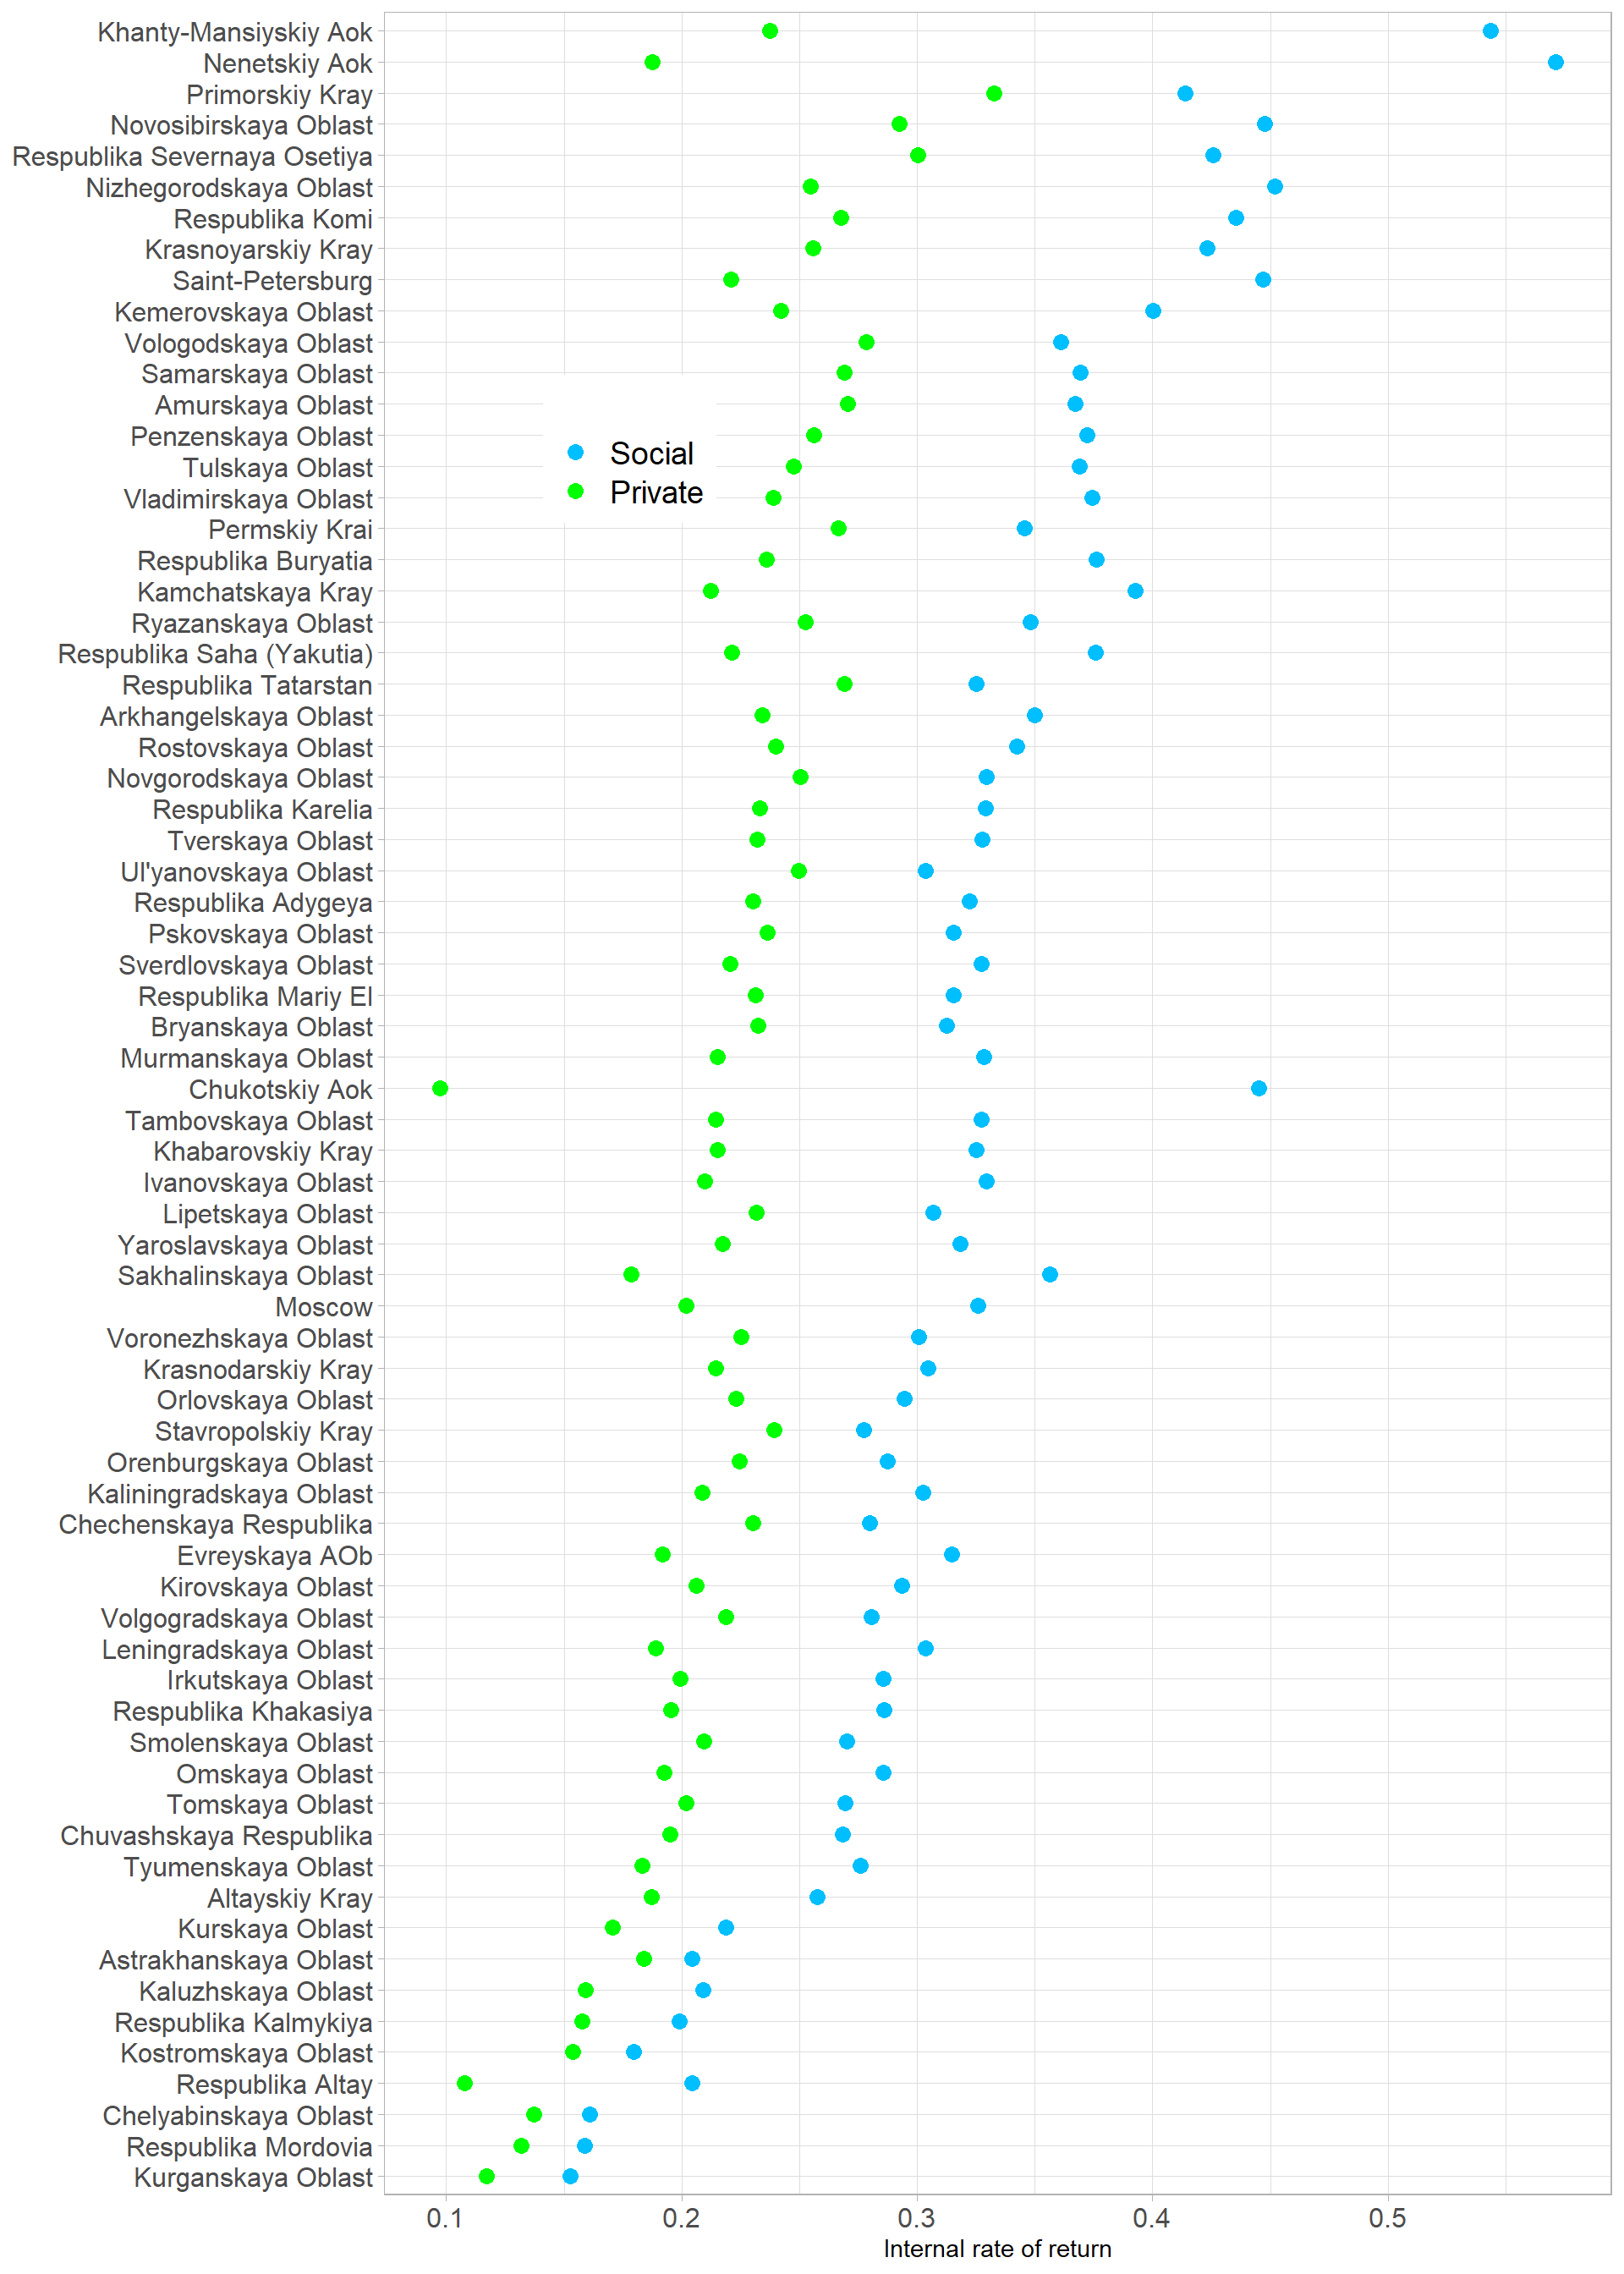 Khanty-Mansiyskiy Aok
Nenetskiy Aok
Primorskiy Kray
Novosibirskaya Oblast
Respublika Severnaya Osetiya
Nizhegorodskaya Oblast
Respublika Komi
Krasnoyarskiy Kray
Saint-Petersburg
Kemerovskaya Oblast
Vologodskaya Oblast
Samarskaya Oblast
Amurskaya Oblast
Penzenskaya Oblast
Tulskaya Oblast
Vladimirskaya Oblast
Permskiy Krai
Respublika Buryatia
Kamchatskaya Kray
Ryazanskaya Oblast
Respublika Saha (Yakutia)
Respublika Tatarstan
Arkhangelskaya Oblast
Rostovskaya Oblast
Novgorodskaya Oblast
Respublika Karelia
Tverskaya Oblast
Ul'yanovskaya Oblast
Respublika Adygeya
Pskovskaya Oblast
Sverdlovskaya Oblast
Respublika Mariy El
Bryanskaya Oblast
Murmanskaya Oblast
Chukotskiy Aok
Tambovskaya Oblast
Khabarovskiy Kray
Ivanovskaya Oblast
Lipetskaya Oblast
Yaroslavskaya Oblast
Sakhalinskaya Oblast
Moscow
Voronezhskaya Oblast
Krasnodarskiy Kray
Orlovskaya Oblast
Stavropolskiy Kray
Orenburgskaya Oblast
Kaliningradskaya Oblast
Chechenskaya Respublika
Evreyskaya AOb
Kirovskaya Oblast
Volgogradskaya Oblast
Leningradskaya Oblast
Irkutskaya Oblast
Respublika Khakasiya
Smolenskaya Oblast
Omskaya Oblast
Tomskaya Oblast
Chuvashskaya Respublika
Tyumenskaya Oblast
Altayskiy Kray
Kurskaya Oblast
Astrakhanskaya Oblast
Kaluzhskaya Oblast
Respublika Kalmykiya
Kostromskaya Oblast
Respublika Altay
Chelyabinskaya Oblast
Respublika Mordovia
Kurganskaya Oblast
Social
Private
0.1 0.2 0.3 0.4 0.5
Internal rate of return